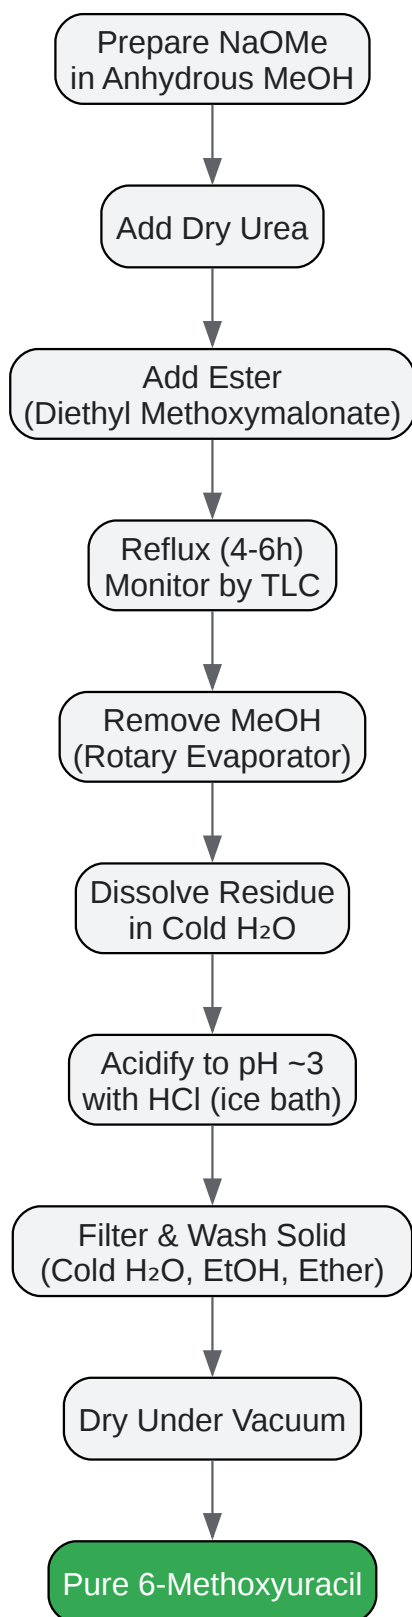 Prepare NaOMe
in Anhydrous MeOH
Add Dry Urea
Add Ester
(Diethyl Methoxymalonate)
Reflux (4-6h)
Monitor by TLC
Remove MeOH
(Rotary Evaporator)
Dissolve Residue
in Cold H₂O
Acidify to pH ~3
with HCl (ice bath)
Filter & Wash Solid
(Cold H₂O, EtOH, Ether)
Dry Under Vacuum
Pure 6-Methoxyuracil